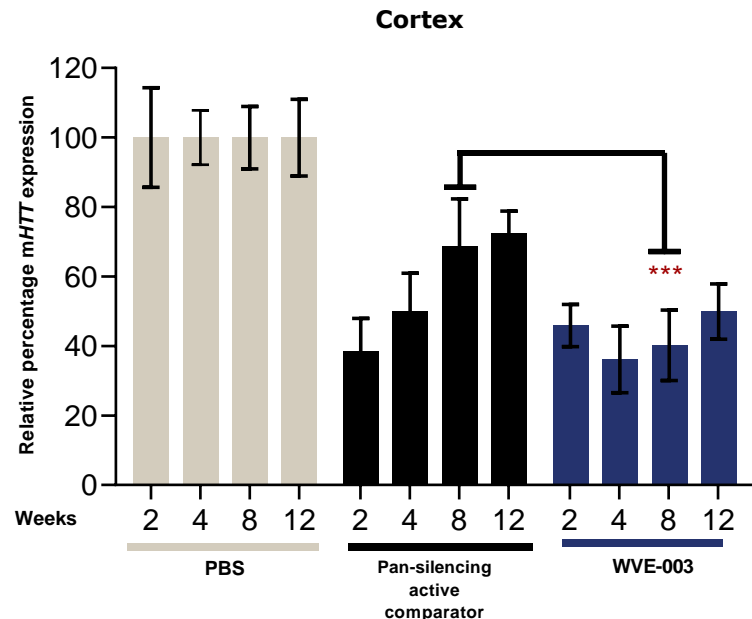 Cortex
Relative percentage mHTT expression
120
100
80
60
40
20
0
***
Weeks 2 4 8 12 2 4 8 12 2 4 8 12
PBS
Pan-silencing
active
comparator
WVE-003